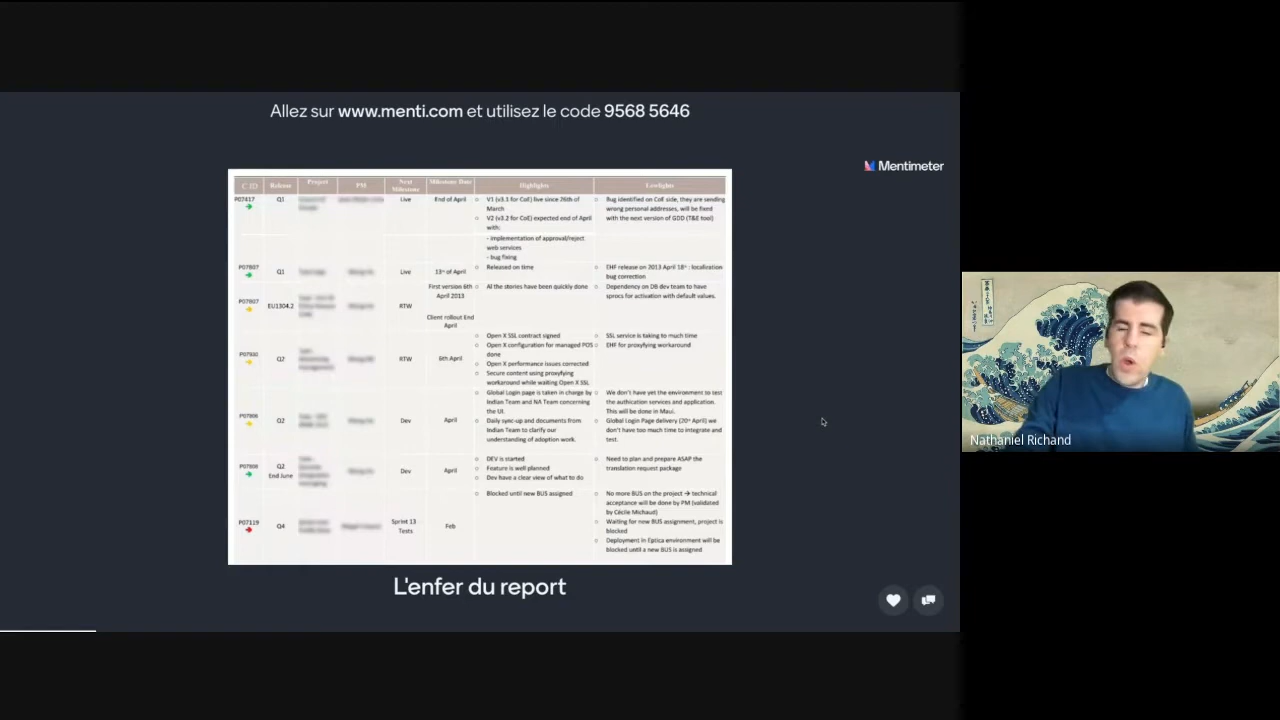 Allez sur www.menti.com et utilisez le code 9568 5646
Mentimeter
C.ID Release Project PM Next Milestone Milestone Date Highlights Lowlights
P07417 Q1 Live End of April
V1 (v3.1 for CoE) live since 26th of
March
V2 (v3.2 for CoE) expected end of April
with:
- implementation of approval/reject
web services
- bug fixing
Bug identified on CoE side, they are sending
wrong personal addresses, will be fixed
with the next version of GDD (T&E tool)
Q1 Live 13th of April
Released on time
EHF release on 2013 April 18th : localization
bug correction
P07607 EU1304.2 RTW
First version 6th
April 2013
Client rollout End
April
Al the stories have been quickly done
Dependency on DB dev team to have
sprocs for activation with default values.
Q2 RTW 6th April
Open X SSL contract signed
Open X configuration for managed POS
done
Open X performance issues corrected
Secure content using proxyfying
workaround while waiting Open X SSL
SSL service is taking to much time
EHF for proxyfying workaround
Q2 Dev April
Global Login page is taken in charge by
Indian Team and NA Team concerning
the UI.
Daily sync-up and documents from
Indian Team to clarify our
understanding of adoption work.
We don't have yet the environment to test
the authication services and application.
This will be done in Maui.
Global Login Page delivery (20th April) we
don't have too much time to integrate and
test.
Q2
End June
Dev April
DEV is started
Feature is well planned
Dev have a clear view of what to do
Need to plan and prepare ASAP the
translation request package
P07119 Q4
Sprint 13
Tests
Feb
Blocked until new BUS assigned
No more BUS on the project → technical
acceptance will be done by PM (validated
by Cécile Michaud)
Waiting for new BUS assignment, project is
blocked
Deployment in Eptica environment will be
blocked until a new BUS is assigned
L'enfer du report
Nathaniel Richand